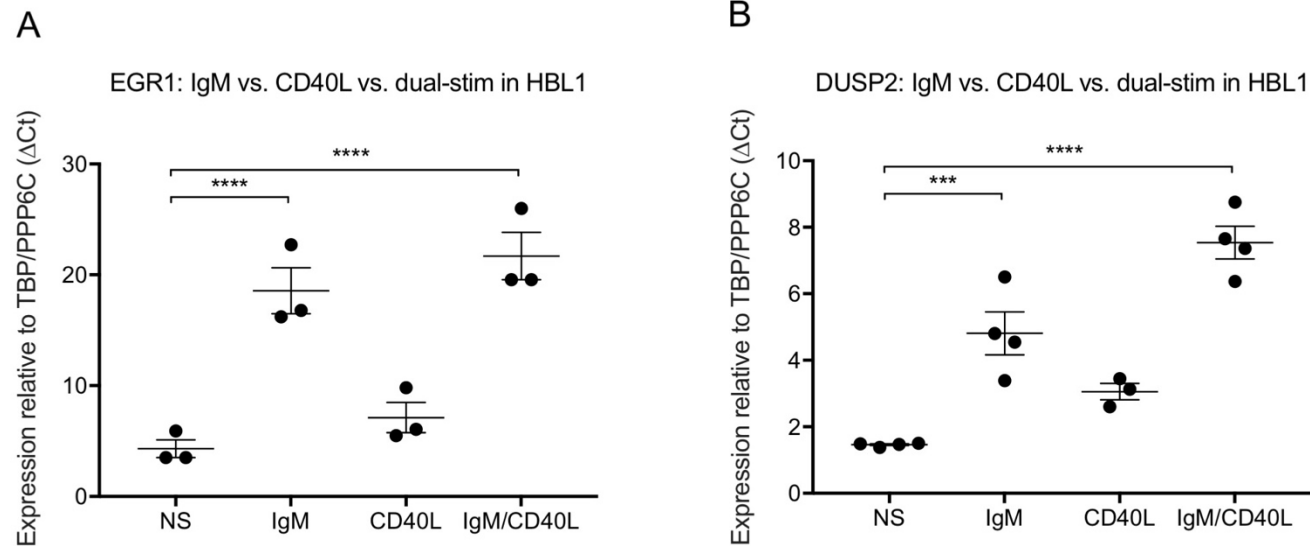 A
EGR1: IgM vs. CD40L vs. dual-stim in HBL1
Expression relative to TBP/PPP6C (ΔCt)
30
20
10
0
****
****
NS
IgM
CD40L
IgM/CD40L
B
DUSP2: IgM vs. CD40L vs. dual-stim in HBL1
Expression relative to TBP/PPP6C (ΔCt)
10
8
6
4
2
0
****
***
NS
IgM
CD40L
IgM/CD40L